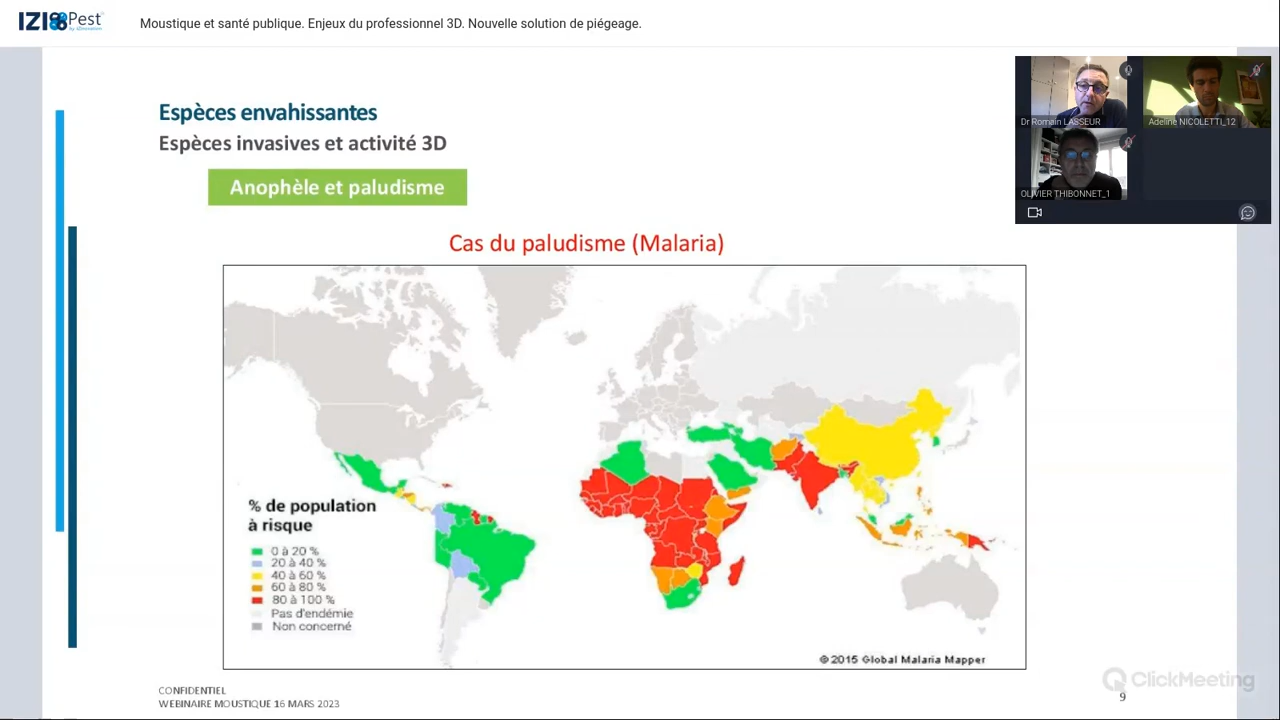 IZI Pest
by IZInovation
Moustique et santé publique. Enjeux du professionnel 3D. Nouvelle solution de piégeage.
Dr Romain LASSEUR
Adeline NICOLETTI_12
OLIVIER THIBONNET_1
Espèces envahissantes
Espèces invasives et activité 3D
Anophèle et paludisme
Cas du paludisme (Malaria)
% de population
à risque
0 à 20 %
20 à 40 %
40 à 60 %
60 à 80 %
80 à 100 %
Pas d'endémie
Non concerné
© 2015 Global Malaria Mapper
CONFIDENTIEL
WEBINAIRE MOUSTIQUE 16 MARS 2023
9
ClickMeeting